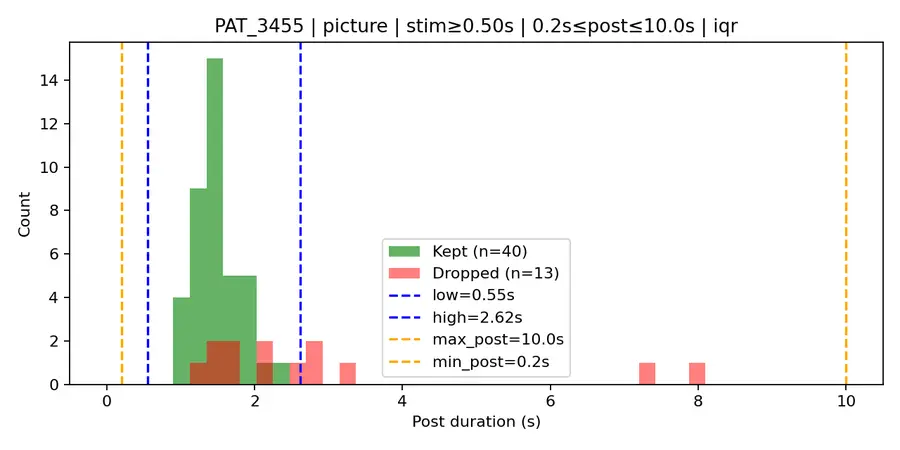 PAT_3455 | picture | stim≥0.50s | 0.2s≤post≤10.0s | iqr
14
12
10
8
6
4
2
0
Count
Kept (n=40)
Dropped (n=13)
low=0.55s
high=2.62s
max_post=10.0s
min_post=0.2s
0 2 4 6 8 10
Post duration (s)